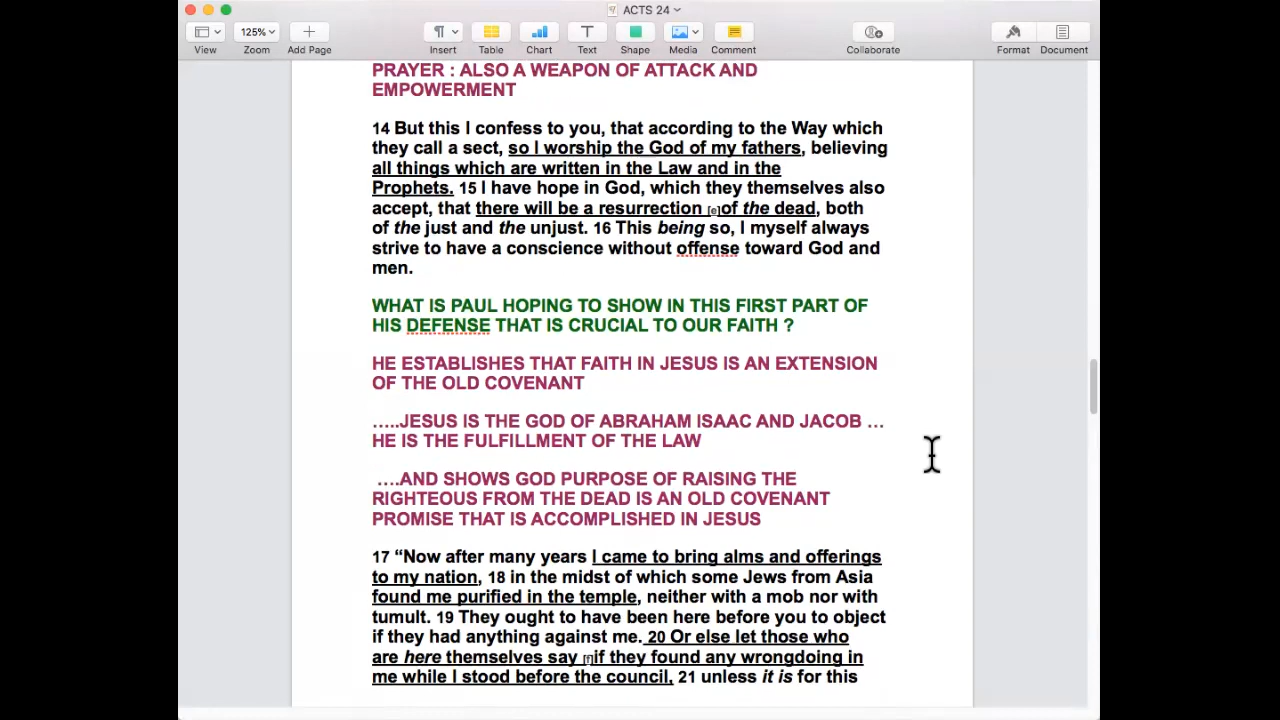 ACTS 24
125%
View
Zoom
Add Page
Insert
Table
Chart
Text
Shape
Media
Comment
Collaborate
Format
Document
PRAYER : ALSO A WEAPON OF ATTACK AND
EMPOWERMENT
14 But this I confess to you, that according to the Way which
they call a sect, so I worship the God of my fathers, believing
all things which are written in the Law and in the
Prophets. 15 I have hope in God, which they themselves also
accept, that there will be a resurrection [e]of the dead, both
of the just and the unjust. 16 This being so, I myself always
strive to have a conscience without offense toward God and
men.
WHAT IS PAUL HOPING TO SHOW IN THIS FIRST PART OF
HIS DEFENSE THAT IS CRUCIAL TO OUR FAITH ?
HE ESTABLISHES THAT FAITH IN JESUS IS AN EXTENSION
OF THE OLD COVENANT
…..JESUS IS THE GOD OF ABRAHAM ISAAC AND JACOB …
HE IS THE FULFILLMENT OF THE LAW
….AND SHOWS GOD PURPOSE OF RAISING THE
RIGHTEOUS FROM THE DEAD IS AN OLD COVENANT
PROMISE THAT IS ACCOMPLISHED IN JESUS
17 “Now after many years I came to bring alms and offerings
to my nation, 18 in the midst of which some Jews from Asia
found me purified in the temple, neither with a mob nor with
tumult. 19 They ought to have been here before you to object
if they had anything against me. 20 Or else let those who
are here themselves say [f]if they found any wrongdoing in
me while I stood before the council, 21 unless it is for this